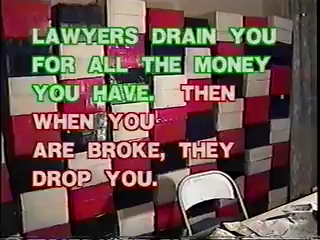 LAWYERS DRAIN YOU
FOR ALL THE MONEY
YOU HAVE. THEN
WHEN YOU
ARE BROKE, THEY
DROP YOU.